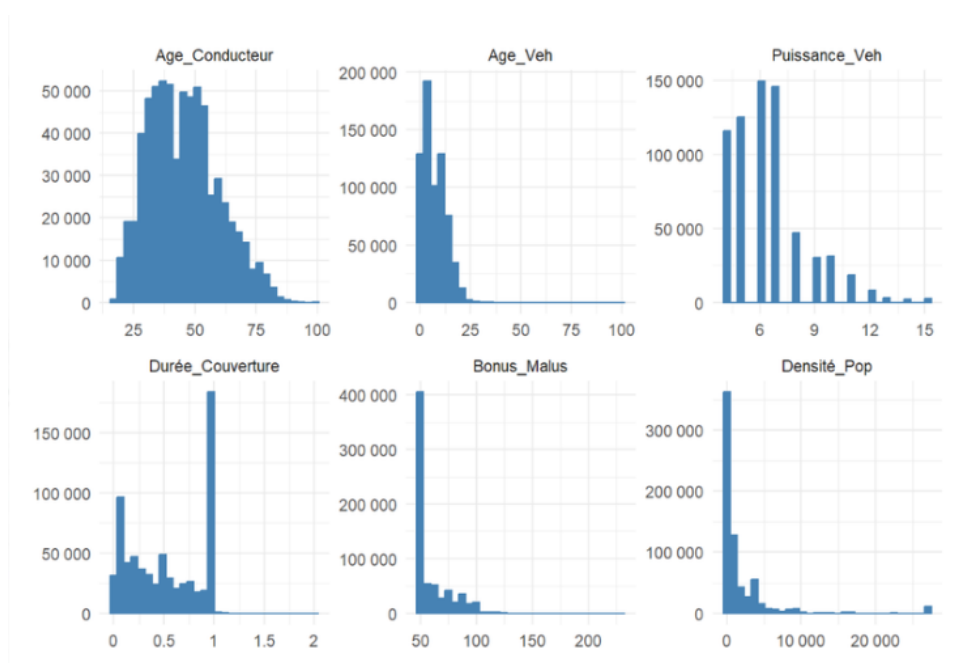 Age_Conducteur
50 000
40 000
30 000
20 000
10 000
0
25 50 75 100
Age_Veh
200 000
150 000
100 000
50 000
0
0 25 50 75 100
Puissance_Veh
150 000
100 000
50 000
0
6 9 12 15
Durée_Couverture
150 000
100 000
50 000
0
0 0.5 1 1.5 2
Bonus_Malus
400 000
300 000
200 000
100 000
0
50 100 150 200
Densité_Pop
300 000
200 000
100 000
0
0 10 000 20 000